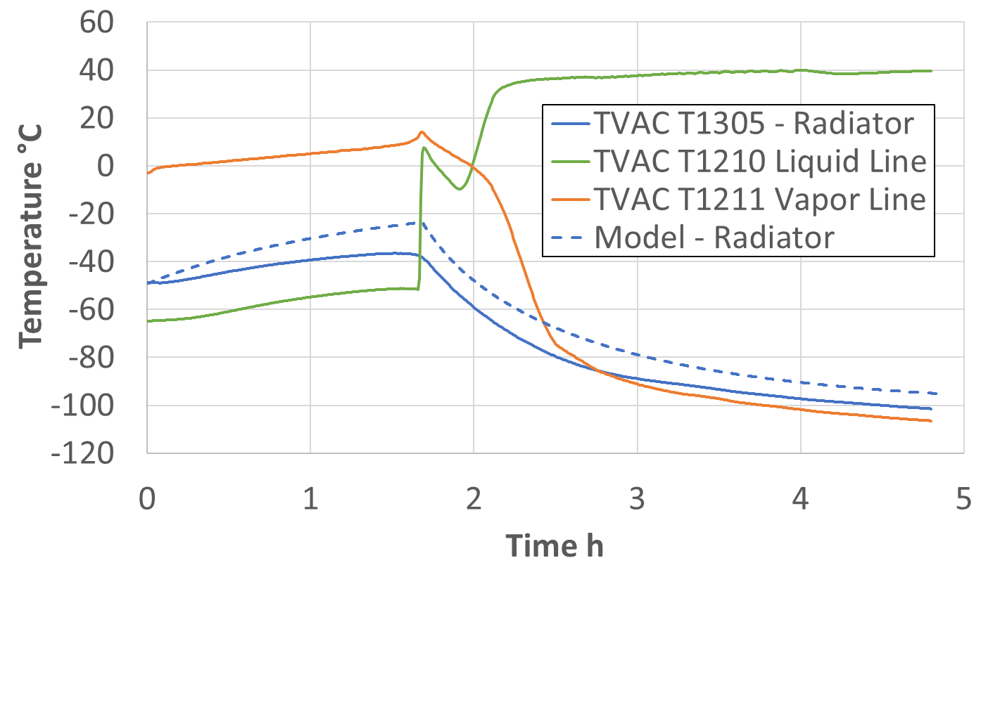 60
40
20
0
-20
-40
-60
-80
-100
-120
Temperature °C
TVAC T1305 - Radiator
TVAC T1210 Liquid Line
TVAC T1211 Vapor Line
Model - Radiator
0 1 2 3 4 5
Time h